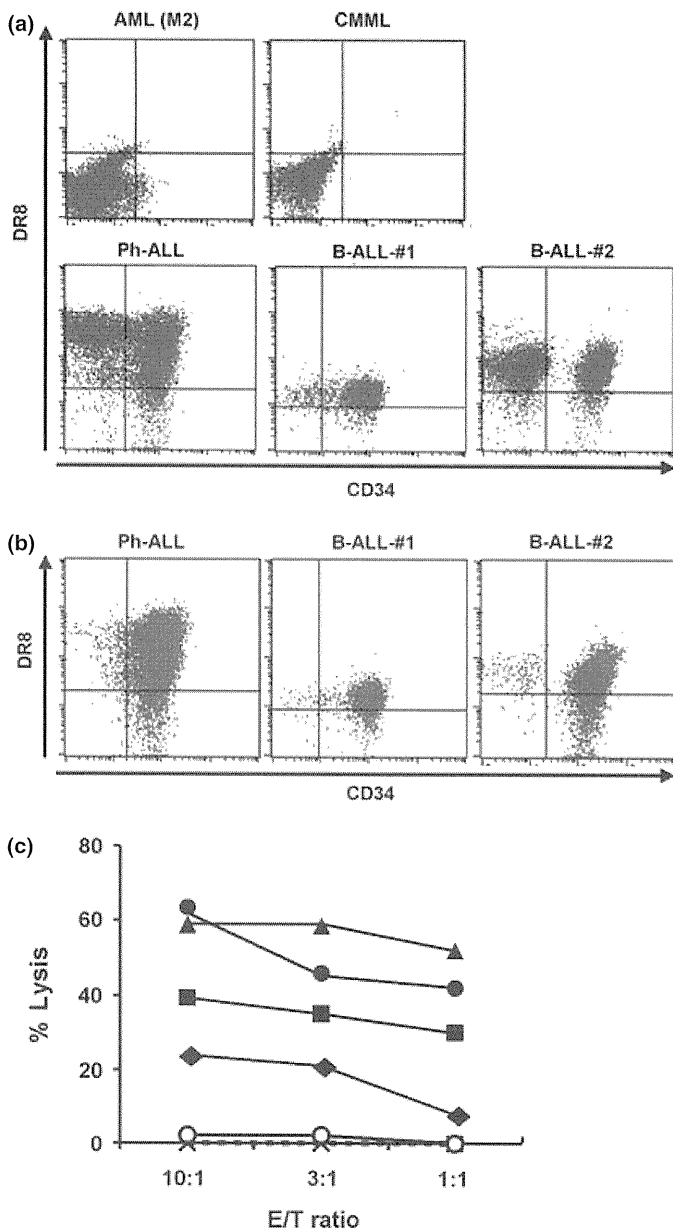 (a)
AML (M2) CMML
DR8
Ph-ALL B-ALL-#1 B-ALL-#2
CD34
(b)
Ph-ALL B-ALL-#1 B-ALL-#2
DR8
CD34
(c)
80
60
40
20
0
% Lysis
10:1 3:1 1:1
E/T ratio